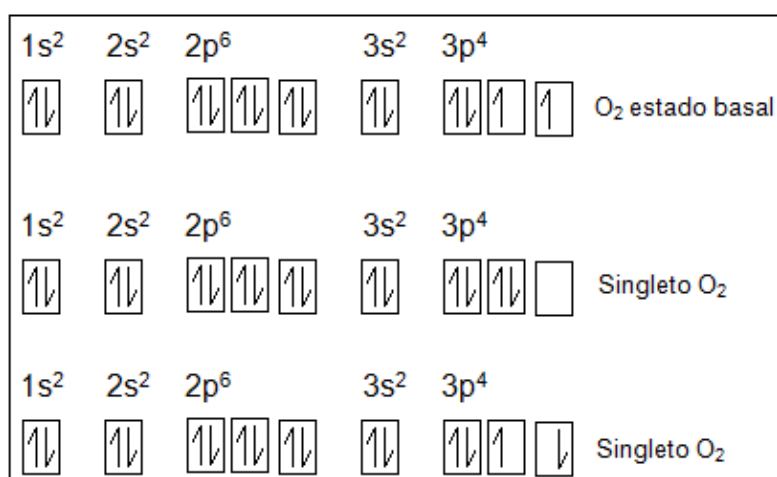 1s² 2s² 2p⁶ 3s² 3p⁴
O₂ estado basal
1s² 2s² 2p⁶ 3s² 3p⁴
Singleto O₂
1s² 2s² 2p⁶ 3s² 3p⁴
Singleto O₂